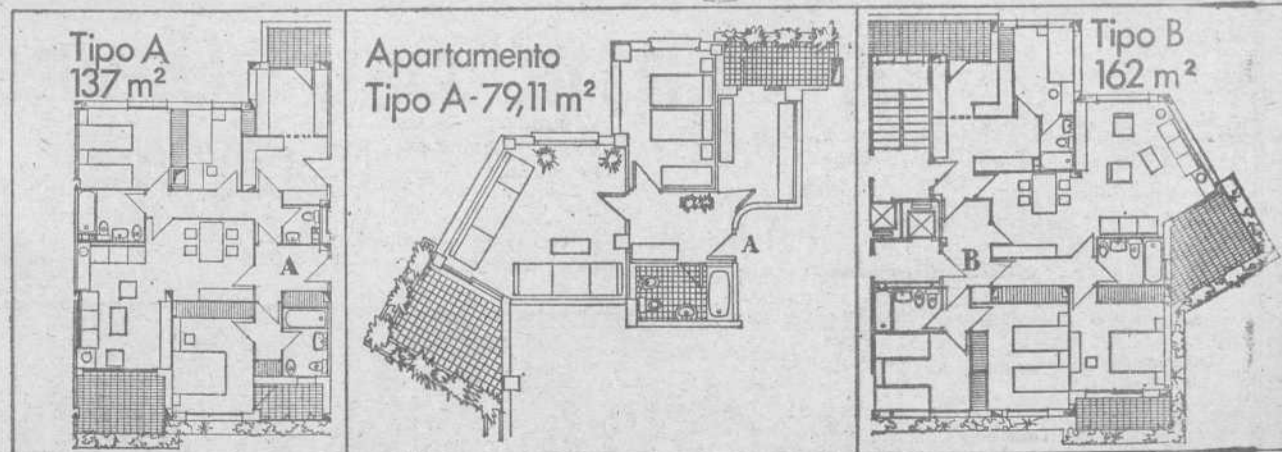 Tipo A
137 m²
A
Apartamento
Tipo A-79,11 m²
A
Tipo B
162 m²
B